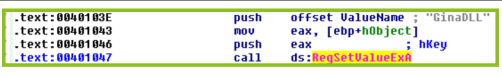 .text:0040103E push offset ValueName ; "GinaDLL"
.text:00401043 mov eax, [ebp+hObject]
.text:00401046 push eax ; hKey
.text:00401047 call ds:RegSetValueExA